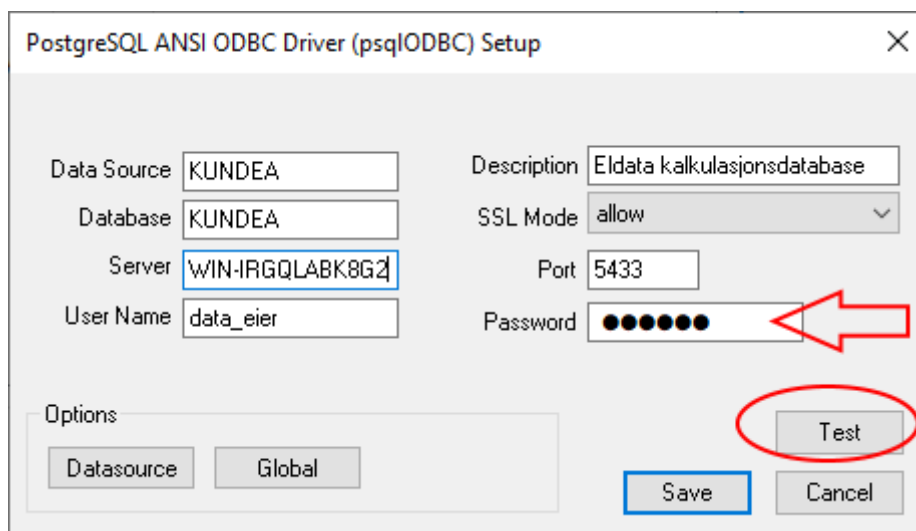 PostgreSQL ANSI ODBC Driver (psqlODBC) Setup
Data Source KUNDEA
Description Eldata kalkulasjonsdatabase
Database KUNDEA
SSL Mode allow
Server WIN-IRGQLABK8G2
Port 5433
User Name data_eier
Password ●●●●●●
Options
Datasource Global
Test
Save Cancel